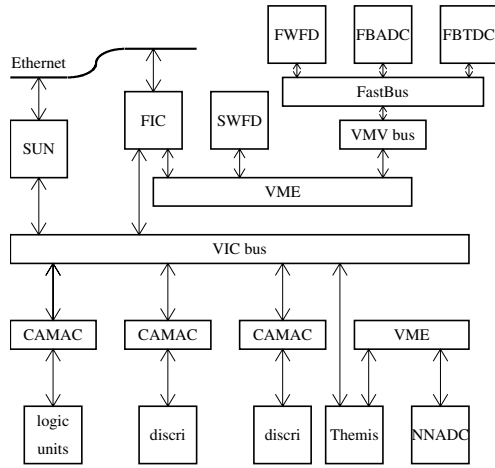 FWFD FBADC FBTDC
Ethernet
FastBus
FIC SWFD
VMV bus
SUN
VME
VIC bus
CAMAC CAMAC CAMAC VME
logic
units
discri discri Themis NNADC